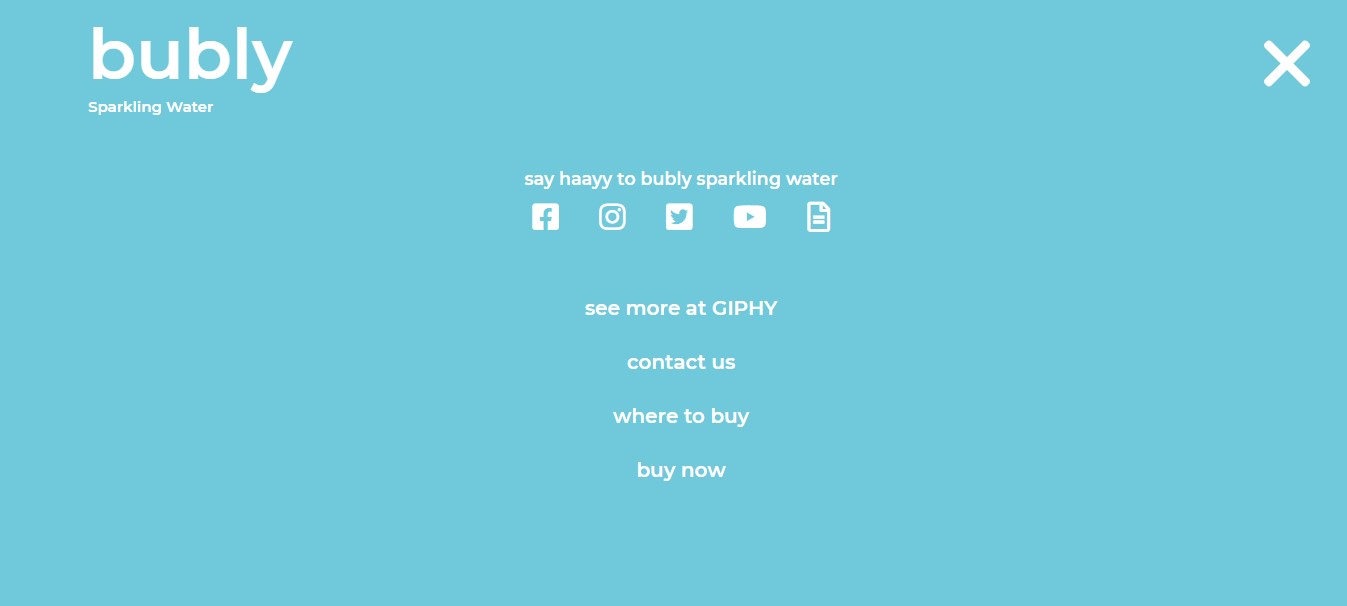 bubly
Sparkling Water
say haayy to bubly sparkling water
see more at GIPHY
contact us
where to buy
buy now